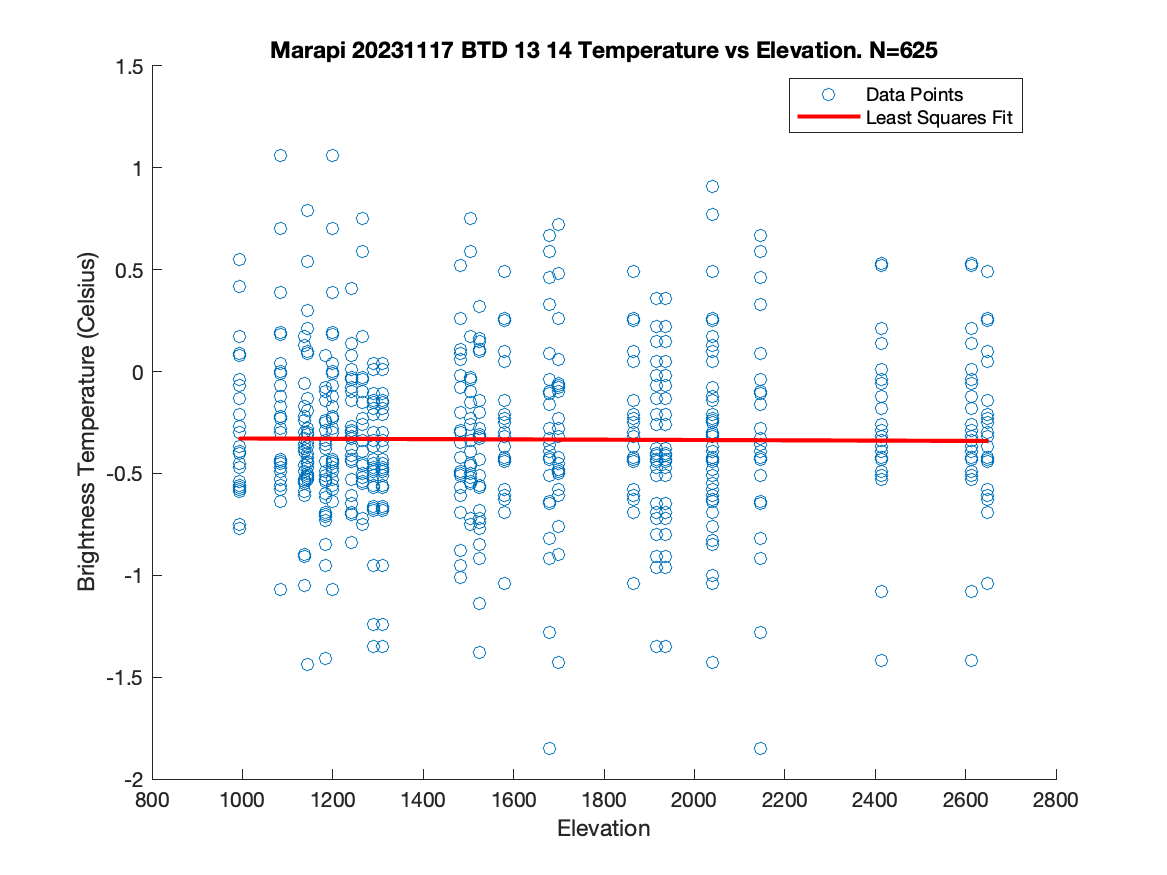 Marapi 20231117 BTD 13 14 Temperature vs Elevation. N=625
1.5
1
0.5
0
-0.5
-1
-1.5
-2
Brightness Temperature (Celsius)
Data Points
Least Squares Fit
800 1000 1200 1400 1600 1800 2000 2200 2400 2600 2800
Elevation